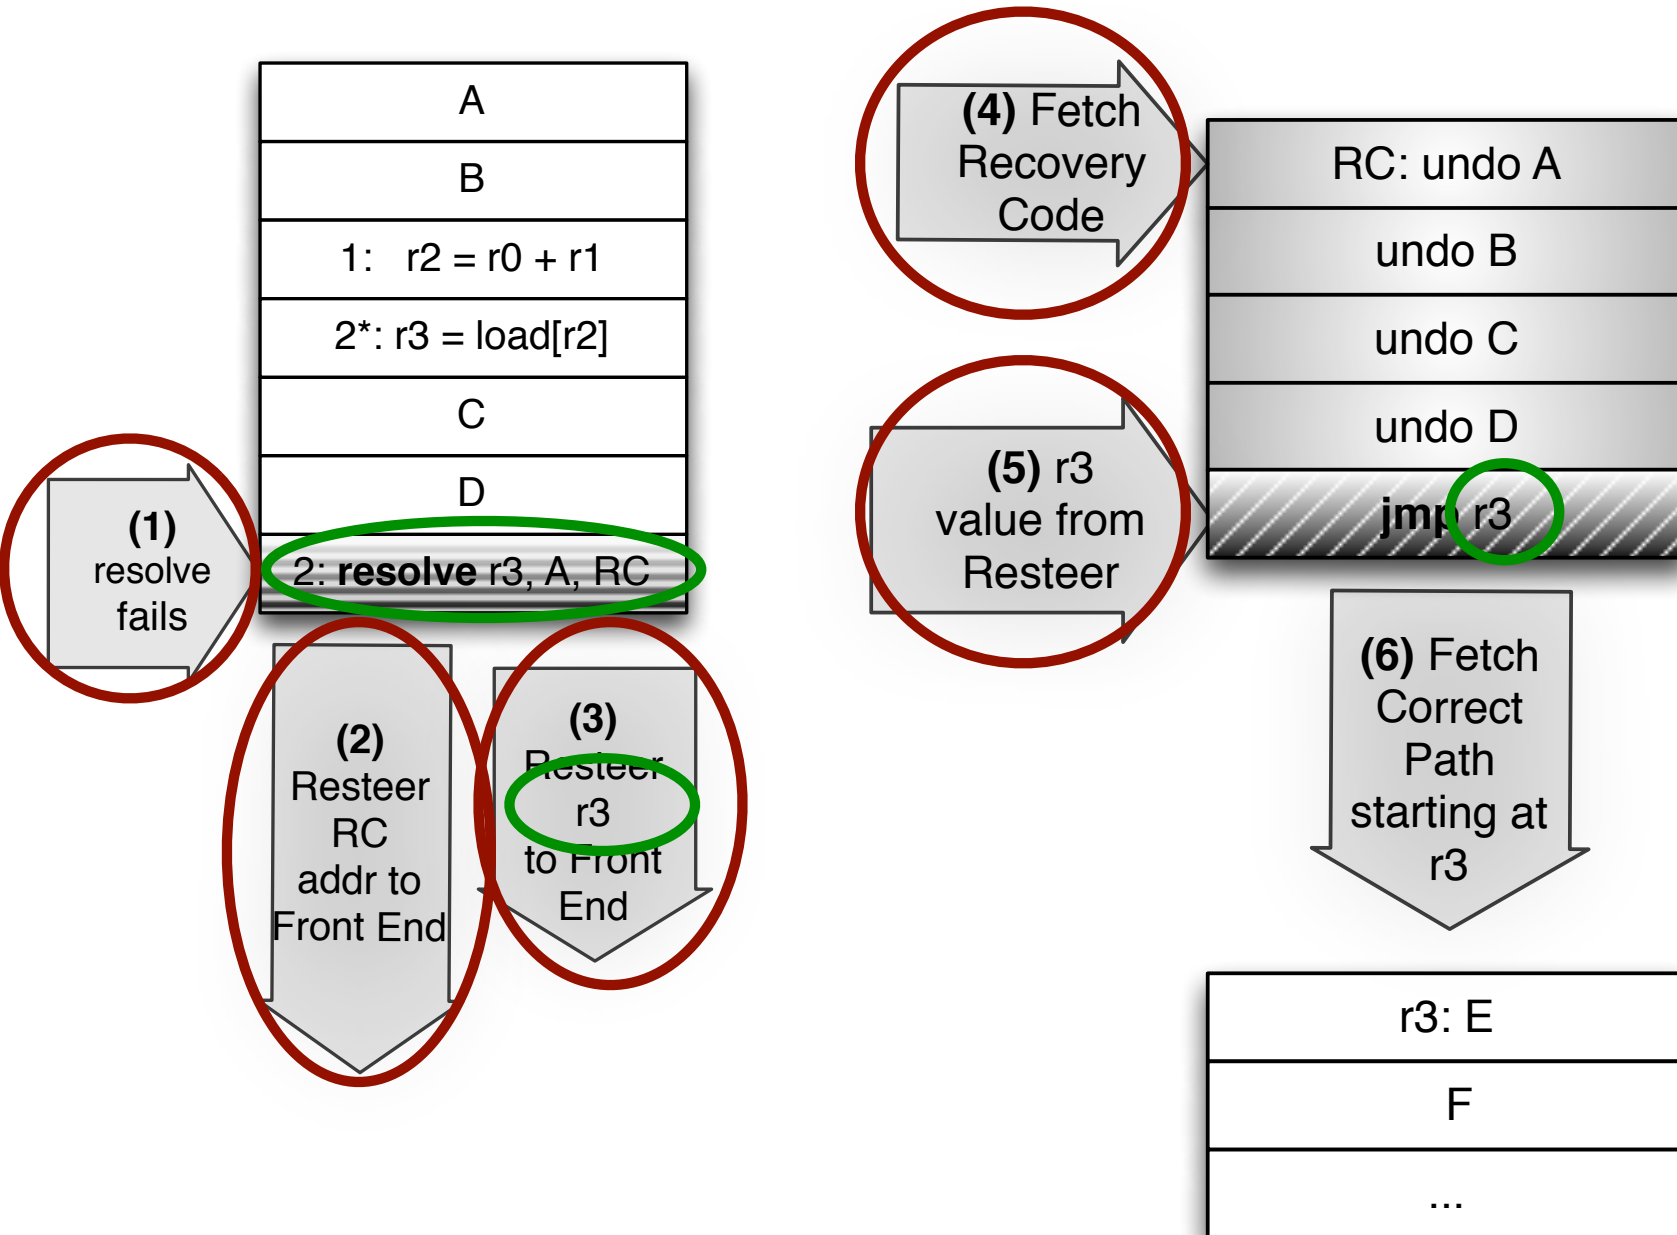 A
B
1: r2 = r0 + r1
2*: r3 = load[r2]
C
D
2: resolve r3, A, RC
(1)
resolve
fails
(2)
Resteer
RC
addr to
Front End
(3)
Resteer
r3
to Front
End
(4) Fetch
Recovery
Code
RC: undo A
undo B
undo C
undo D
jmp r3
(5) r3
value from
Resteer
(6) Fetch
Correct
Path
starting at
r3
r3: E
F
...